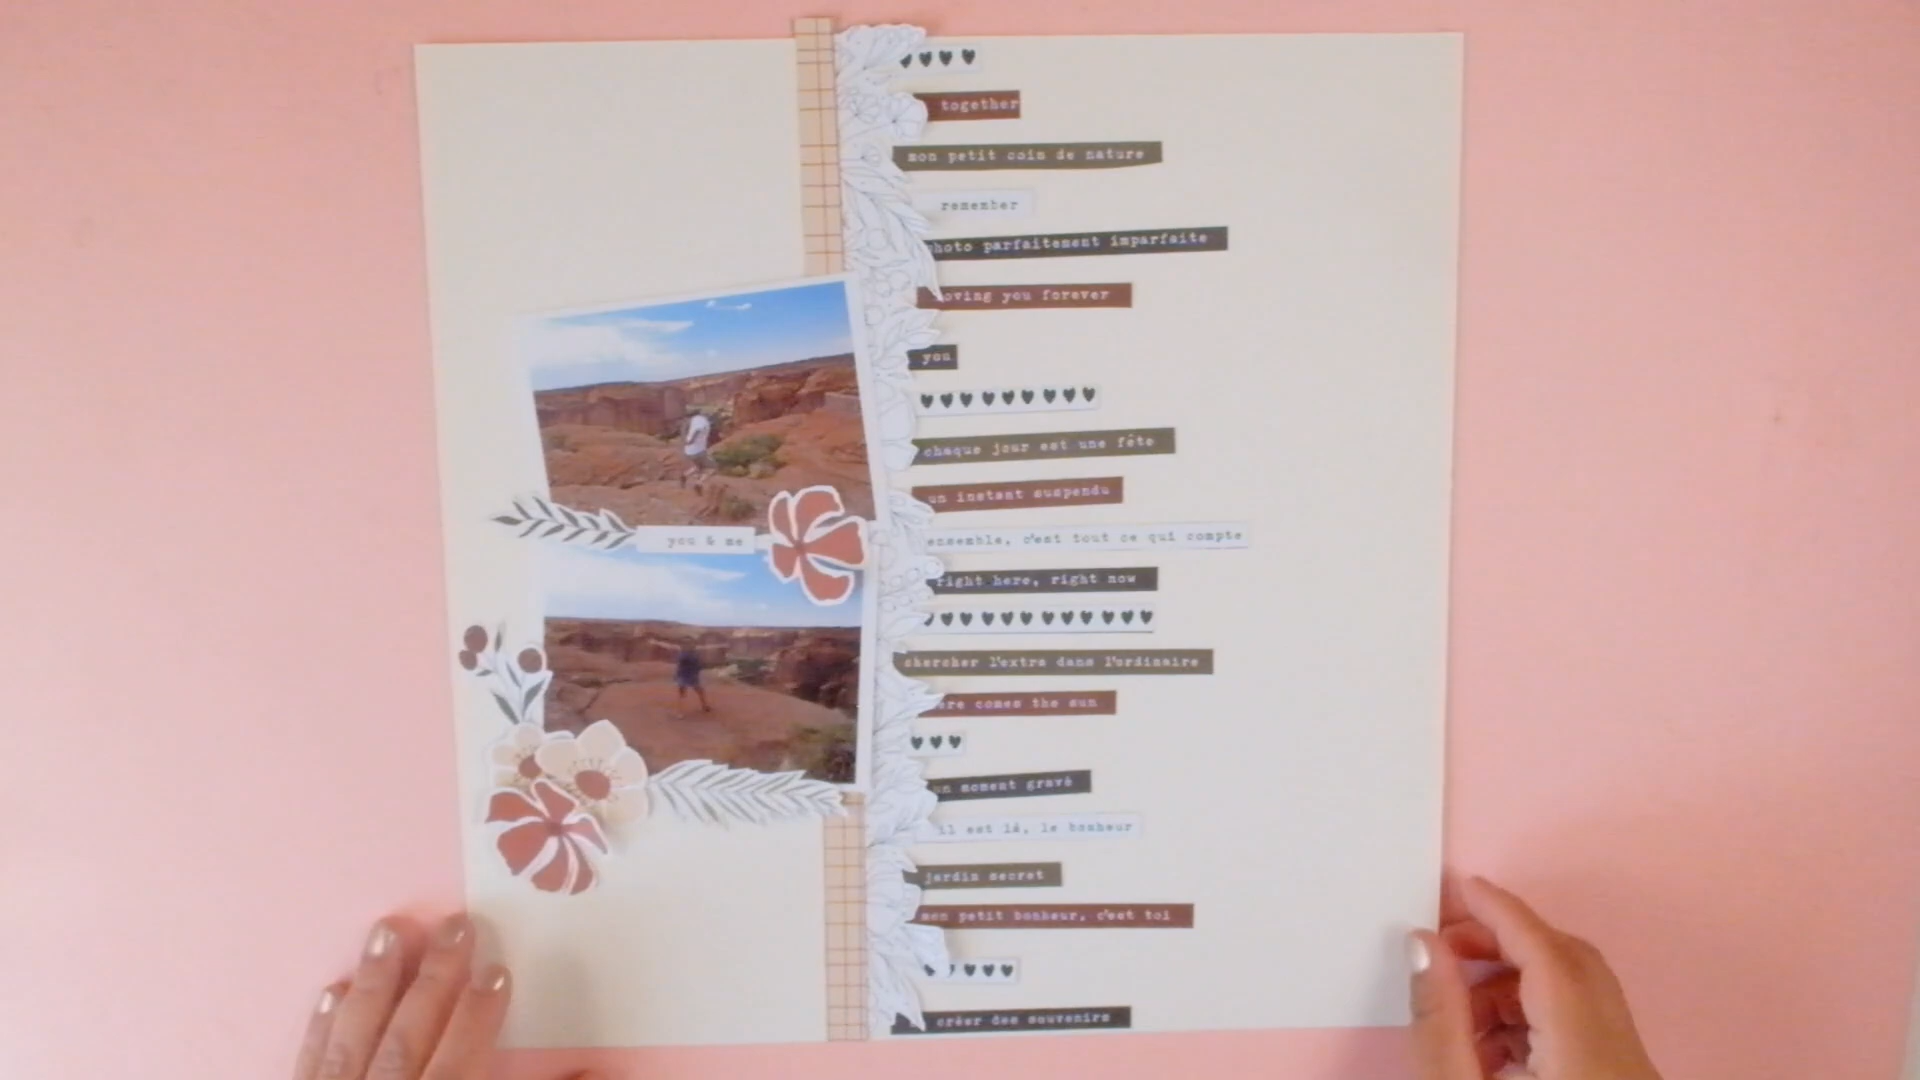 together
mon petit coin de nature
remember
photo parfaitement imparfaite
loving you forever
you
chaque jour est une fête
un instant suspendu
you & me
ensemble, c'est tout ce qui compte
right here, right now
chercher l'extra dans l'ordinaire
here comes the sun
un moment gravé
il est là, le bonheur
jardin secret
mon petit bonheur, c'est toi
créer des souvenirs